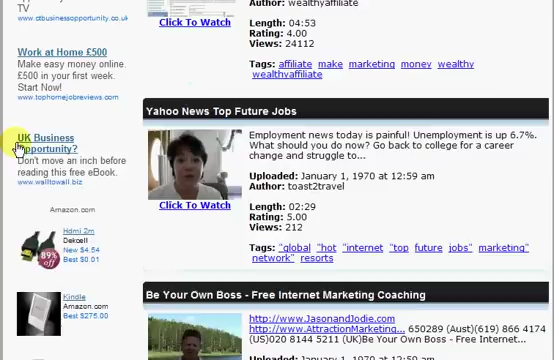 TV
www.ctbusinessopportunity.co.uk
Work at Home £500
Make easy money online.
£500 in your first week.
Start Now!
www.tophomejobreviews.com
UK Business
Opportunity?
Don't move an inch before
reading this free eBook.
www.walltowall.biz
Amazon.com
Hdmi 2m
Dekcell
New $4.54
Best $0.01
89%
off
Kindle
Amazon.com
Best $276.00
Author: wealthyaffiliate
Click To Watch
Length: 04:53
Rating: 4.00
Views: 24112
Tags: affiliate make marketing money wealthy
wealthyaffiliate
Yahoo News Top Future Jobs
Employment news today is painful! Unemployment is up 6.7%.
What should you do now? Go back to college for a career
change and struggle to...
Uploaded: January 1, 1970 at 12:59 am
Author: toast2travel
Click To Watch
Length: 02:29
Rating: 5.00
Views: 212
Tags: "global "hot "internet "top future jobs" marketing"
network" resorts
Be Your Own Boss - Free Internet Marketing Coaching
http://www.JasonandJodie.com
http://www.AttractionMarketing... 650289 (Aust)(619) 866 4174
(US)020 8144 5211 (UK)Be Your Own Boss - Free Internet...
Uploaded: January 1, 1970 at 12:59 am